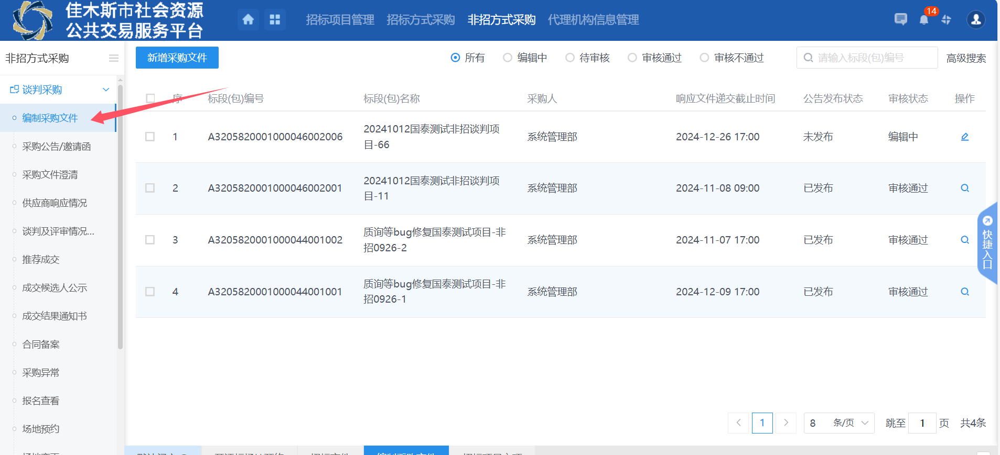 佳木斯市社会资源
公共交易服务平台
招标项目管理 招标方式采购 非招方式采购 代理机构信息管理
14
非招方式采购
新增采购文件
所有 编辑中 待审核 审核通过 审核不通过
请输入标段(包)编号
高级搜索
谈判采购
编制采购文件
采购公告/邀请函
采购文件澄清
供应商响应情况
谈判及评审情况...
推荐成交
成交候选人公示
成交结果通知书
合同备案
采购异常
报名查看
场地预约
序 标段(包)编号 标段(包)名称 采购人 响应文件递交截止时间 公告发布状态 审核状态 操作
1 A3205820001000046002006 20241012国泰测试非招谈判项
目-66 系统管理部 2024-12-26 17:00 未发布 编辑中
2 A3205820001000046002001 20241012国泰测试非招谈判项
目-11 系统管理部 2024-11-08 09:00 已发布 审核通过
3 A3205820001000044001002 质询等bug修复国泰测试项目-非
招0926-2 系统管理部 2024-11-07 17:00 已发布 审核通过
4 A3205820001000044001001 质询等bug修复国泰测试项目-非
招0926-1 系统管理部 2024-12-09 17:00 已发布 审核通过
快捷入口
1 8 条/页 跳至 1 页 共4条
编制采购文件